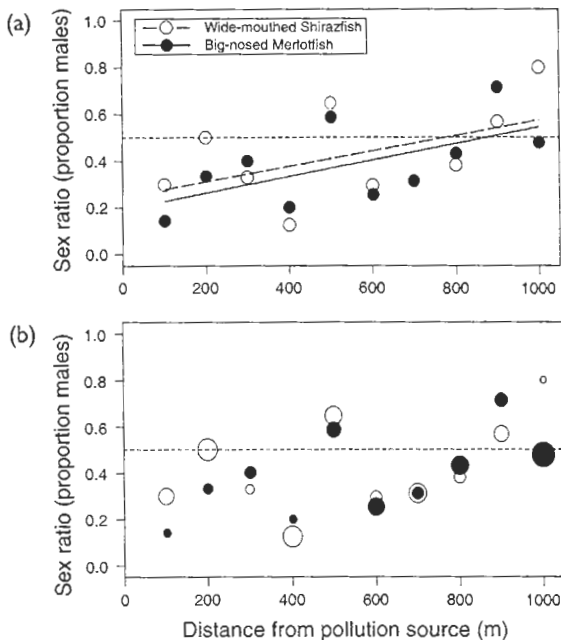 (a)
Wide-mouthed Shirazfish
Big-nosed Merlotfish
Sex ratio (proportion males)
1.0
0.8
0.6
0.4
0.2
0.0
0 200 400 600 800 1000
(b)
Sex ratio (proportion males)
1.0
0.8
0.6
0.4
0.2
0.0
0 200 400 600 800 1000
Distance from pollution source (m)